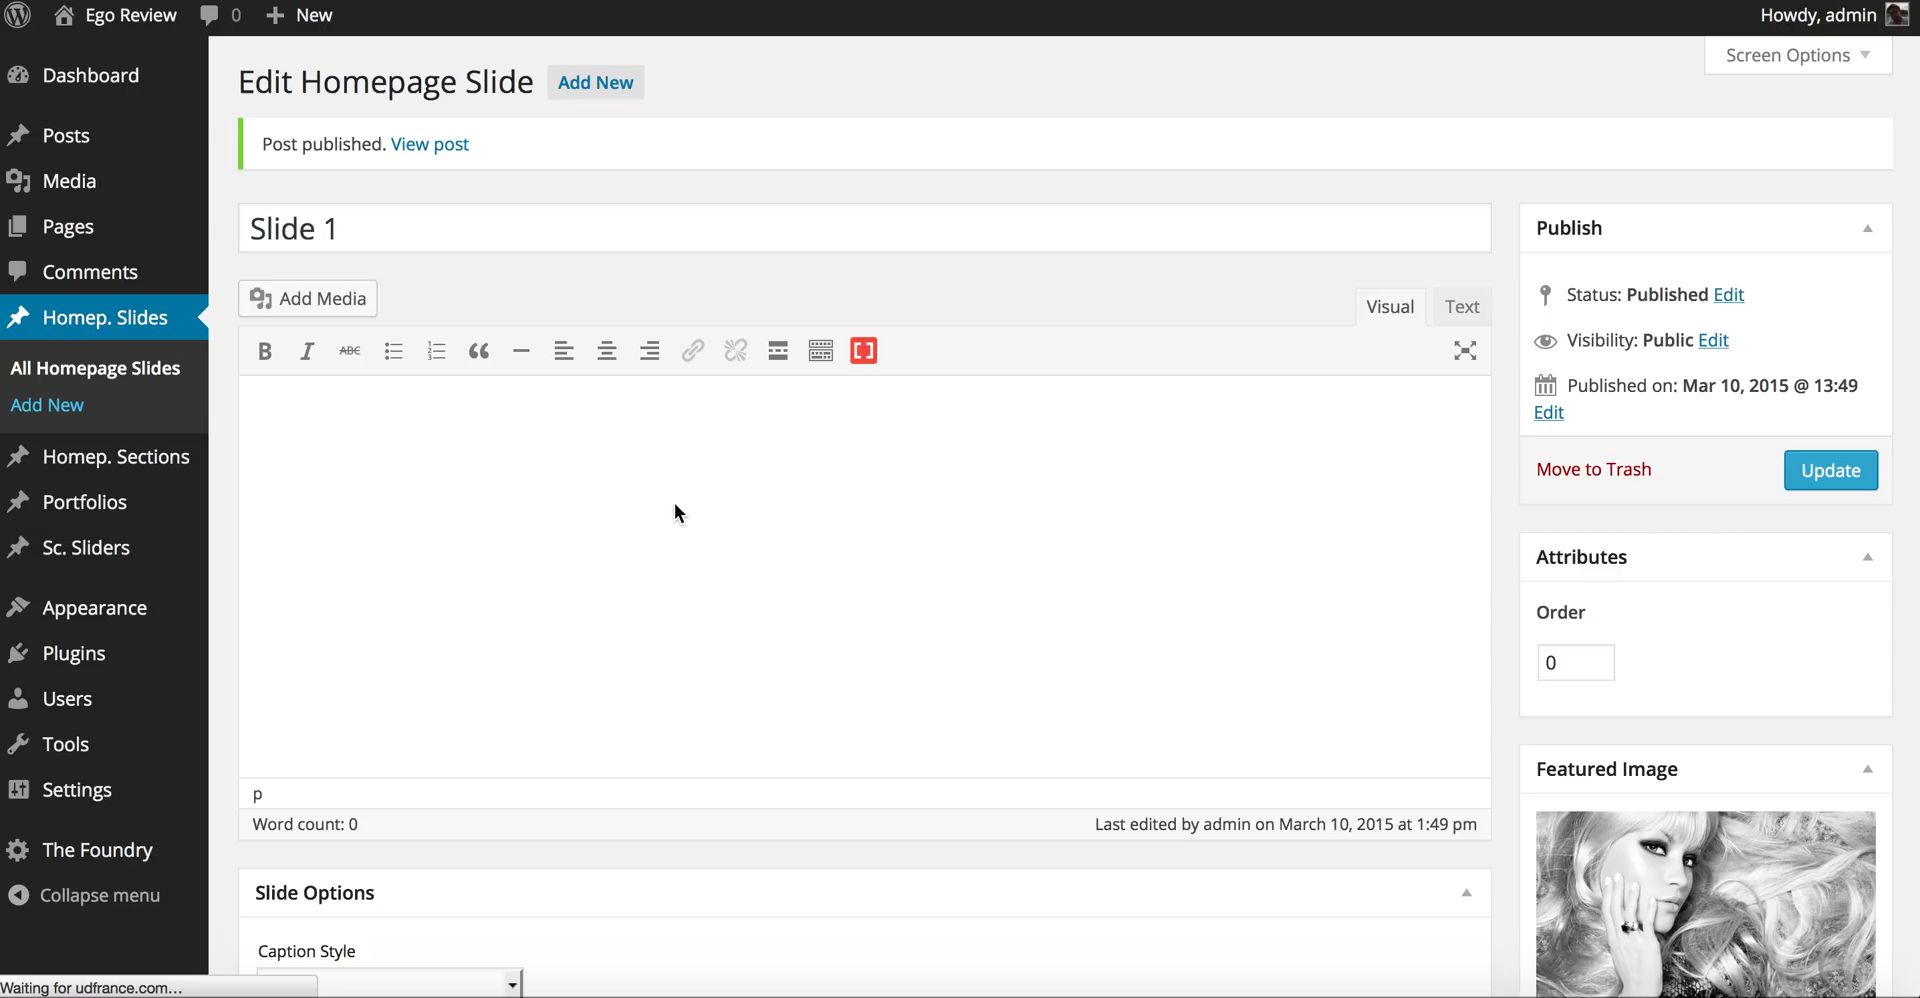 Ego Review 0 New Howdy, admin
Screen Options
Dashboard
Posts
Media
Pages
Comments
Homep. Slides
All Homepage Slides
Add New
Homep. Sections
Portfolios
Sc. Sliders
Appearance
Plugins
Users
Tools
Settings
The Foundry
Collapse menu
Edit Homepage Slide Add New
Post published. View post
Slide 1
Add Media
Visual Text
B I ABC
p
Word count: 0 Last edited by admin on March 10, 2015 at 1:49 pm
Slide Options
Caption Style
Publish
Status: Published Edit
Visibility: Public Edit
Published on: Mar 10, 2015 @ 13:49
Edit
Move to Trash Update
Attributes
Order
0
Featured Image
Waiting for udfrance.com...